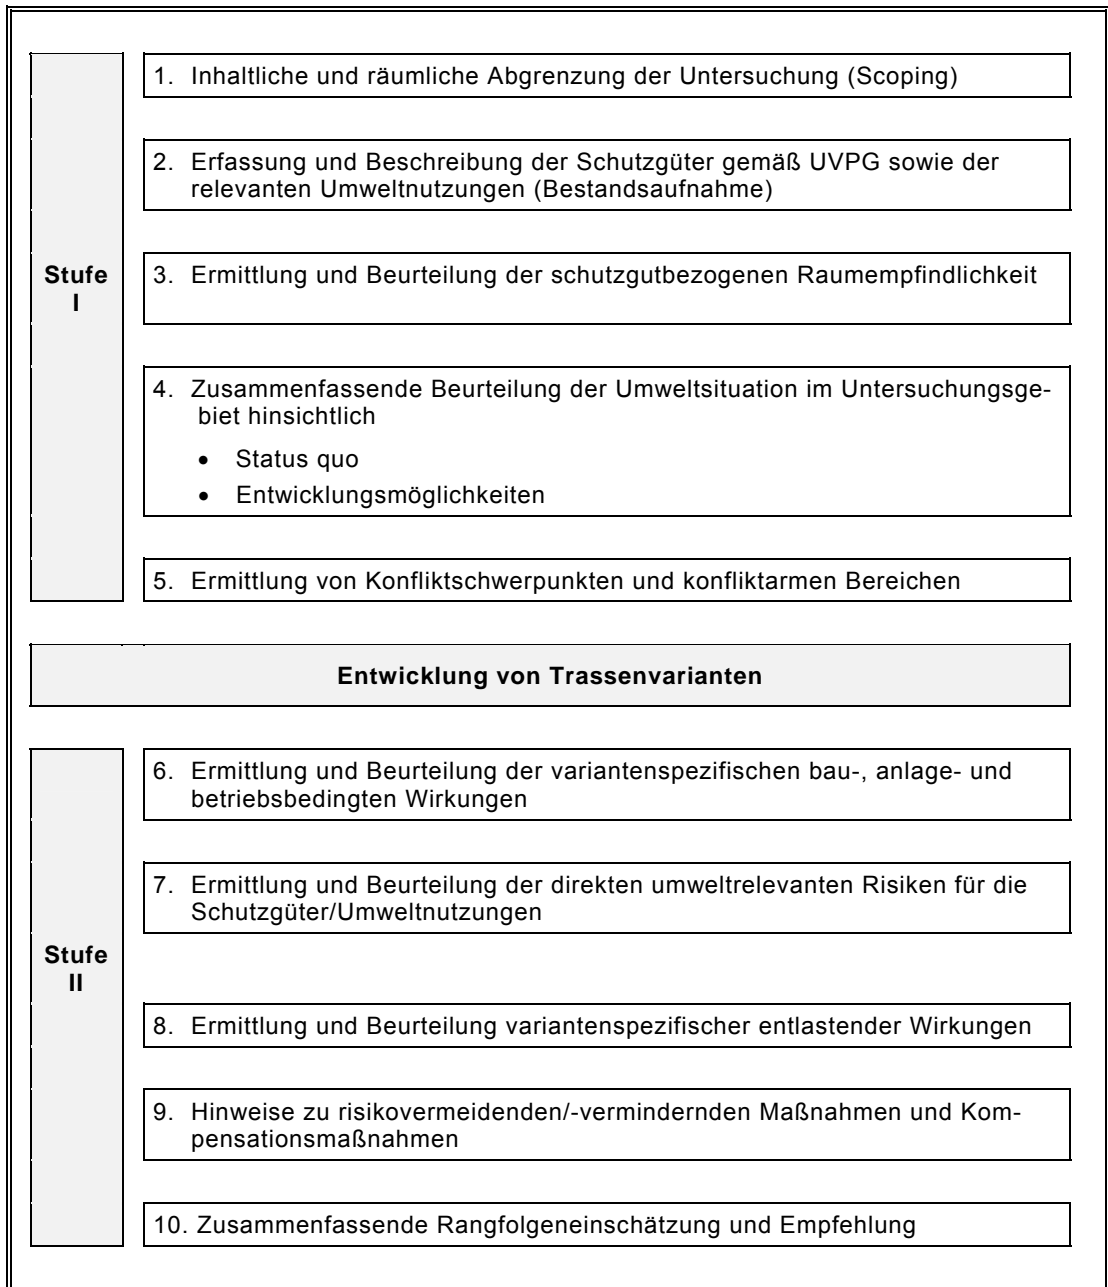 1. Inhaltliche und räumliche Abgrenzung der Untersuchung (Scoping)
2. Erfassung und Beschreibung der Schutzgüter gemäß UVPG sowie der
relevanten Umweltnutzungen (Bestandsaufnahme)
Stufe
I
3. Ermittlung und Beurteilung der schutzgutbezogenen Raumempfindlichkeit
4. Zusammenfassende Beurteilung der Umweltsituation im Untersuchungsge-
biet hinsichtlich
• Status quo
• Entwicklungsmöglichkeiten
5. Ermittlung von Konfliktschwerpunkten und konfliktarmen Bereichen
Entwicklung von Trassenvarianten
6. Ermittlung und Beurteilung der variantenspezifischen bau-, anlage- und
betriebsbedingten Wirkungen
7. Ermittlung und Beurteilung der direkten umweltrelevanten Risiken für die
Schutzgüter/Umweltnutzungen
Stufe
II
8. Ermittlung und Beurteilung variantenspezifischer entlastender Wirkungen
9. Hinweise zu risikovermeidenden/-vermindernden Maßnahmen und Kom-
pensationsmaßnahmen
10. Zusammenfassende Rangfolgeneinschätzung und Empfehlung